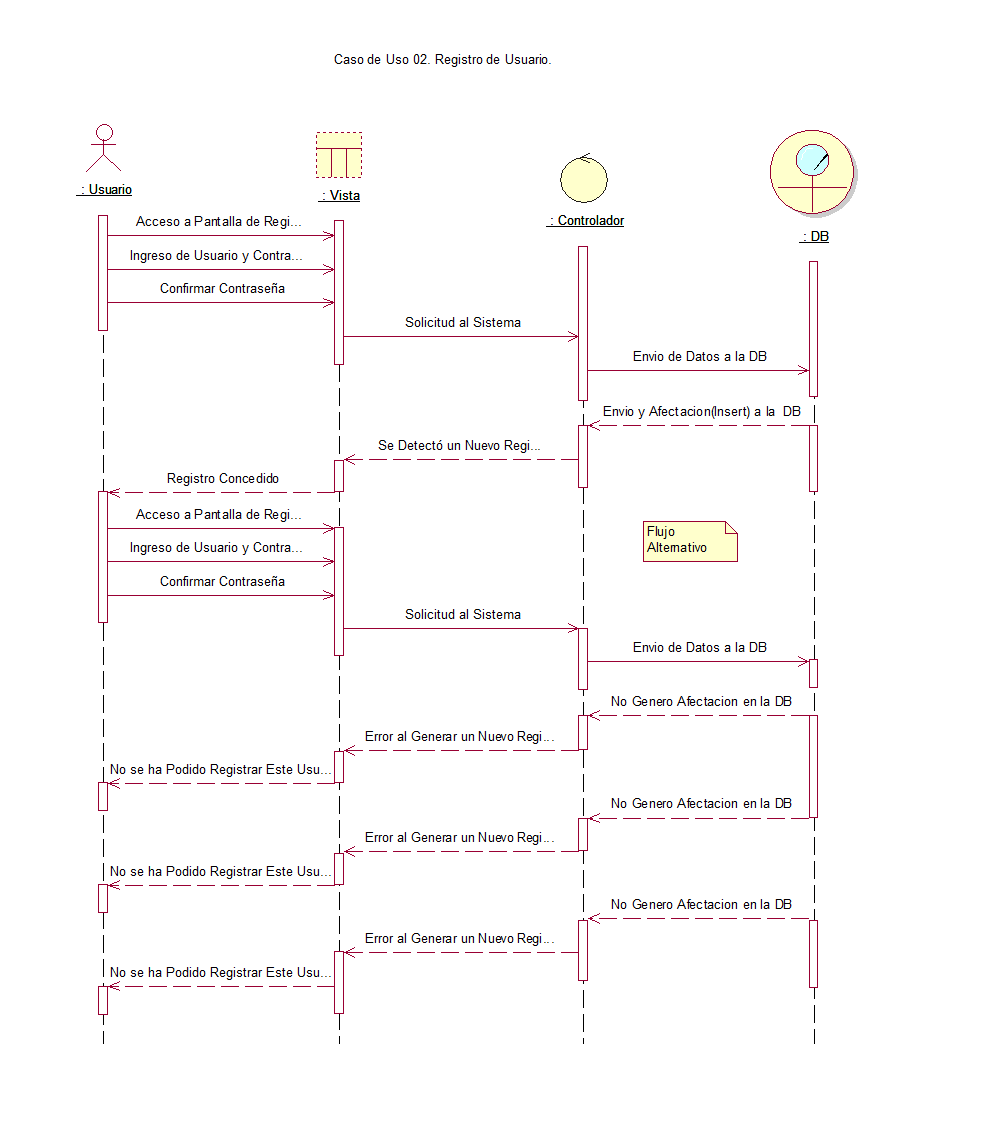 Caso de Uso 02. Registro de Usuario.
: Usuario
: Vista
: Controlador
: DB
Acceso a Pantalla de Regi...
Ingreso de Usuario y Contra...
Confirmar Contraseña
Solicitud al Sistema
Envio de Datos a la DB
Envio y Afectacion(Insert) a la DB
Se Detectó un Nuevo Regi...
Registro Concedido
Acceso a Pantalla de Regi...
Flujo
Alternativo
Ingreso de Usuario y Contra...
Confirmar Contraseña
Solicitud al Sistema
Envio de Datos a la DB
No Genero Afectacion en la DB
Error al Generar un Nuevo Regi...
No se ha Podido Registrar Este Usu...
No Genero Afectacion en la DB
Error al Generar un Nuevo Regi...
No se ha Podido Registrar Este Usu...
No Genero Afectacion en la DB
Error al Generar un Nuevo Regi...
No se ha Podido Registrar Este Usu...